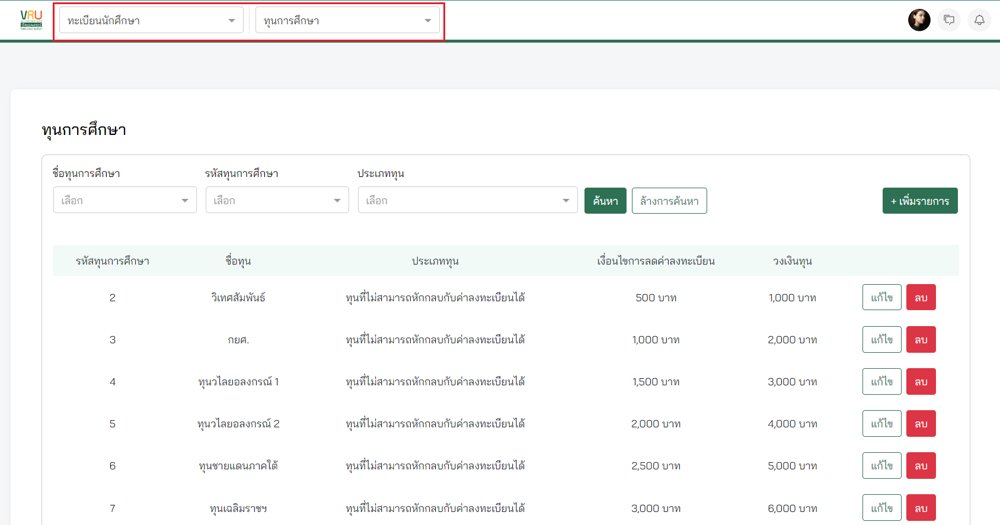 VRU
ทะเบียนนักศึกษา
ทุนการศึกษา
ทุนการศึกษา
ชื่อทุนการศึกษา รหัสทุนการศึกษา ประเภททุน
เลือก เลือก เลือก ค้นหา ล้างการค้นหา + เพิ่มรายการ
รหัสทุนการศึกษา ชื่อทุน ประเภททุน เงื่อนไขการลดค่าลงทะเบียน วงเงินทุน
2 วิเทศสัมพันธ์ ทุนที่ไม่สามารถหักกลบกับค่าลงทะเบียนได้ 500 บาท 1,000 บาท แก้ไข ลบ
3 กยศ. ทุนที่ไม่สามารถหักกลบกับค่าลงทะเบียนได้ 1,000 บาท 2,000 บาท แก้ไข ลบ
4 ทุนวไลยอลงกรณ์ 1 ทุนที่ไม่สามารถหักกลบกับค่าลงทะเบียนได้ 1,500 บาท 3,000 บาท แก้ไข ลบ
5 ทุนวไลยอลงกรณ์ 2 ทุนที่ไม่สามารถหักกลบกับค่าลงทะเบียนได้ 2,000 บาท 4,000 บาท แก้ไข ลบ
6 ทุนชายแดนภาคใต้ ทุนที่ไม่สามารถหักกลบกับค่าลงทะเบียนได้ 2,500 บาท 5,000 บาท แก้ไข ลบ
7 ทุนเฉลิมราชฯ ทุนที่ไม่สามารถหักกลบกับค่าลงทะเบียนได้ 3,000 บาท 6,000 บาท แก้ไข ลบ